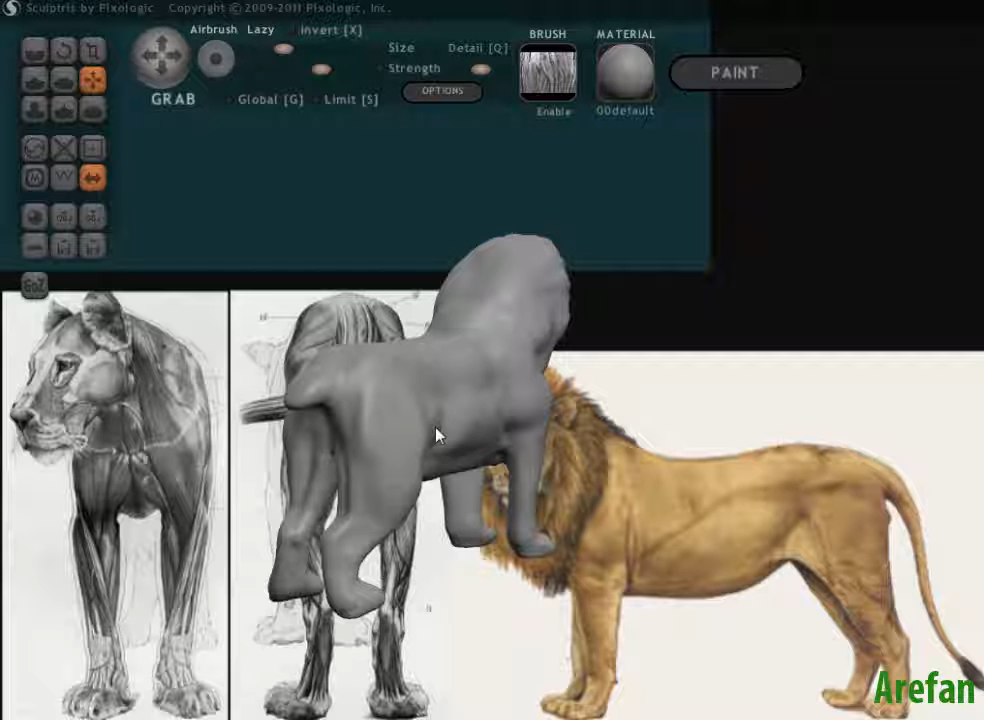 Sculptris by Pixologic   Copyright © 2009-2011 Pixologic, Inc.
Airbrush Lazy Invert [X]
Size Detail [Q]
Strength
OPTIONS
GRAB
Global [G] Limit [S]
BRUSH
Enable
MATERIAL
00default
PAINT
GoZ
Arefan